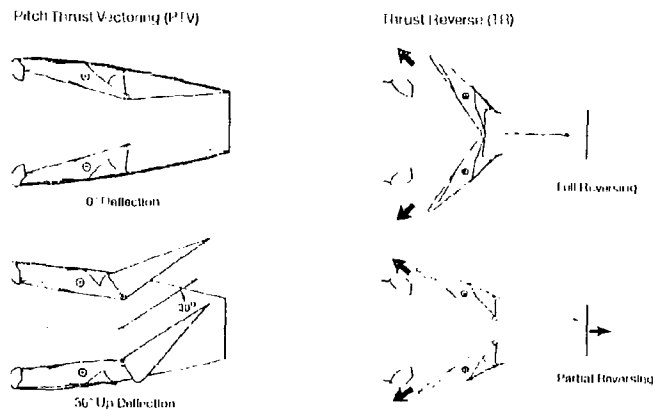 Pitch Thrust Vectoring (PTV)
Thrust Reverse (TR)
0° Deflection
Full Reversing
30°
30° Up Deflection
Partial Reversing